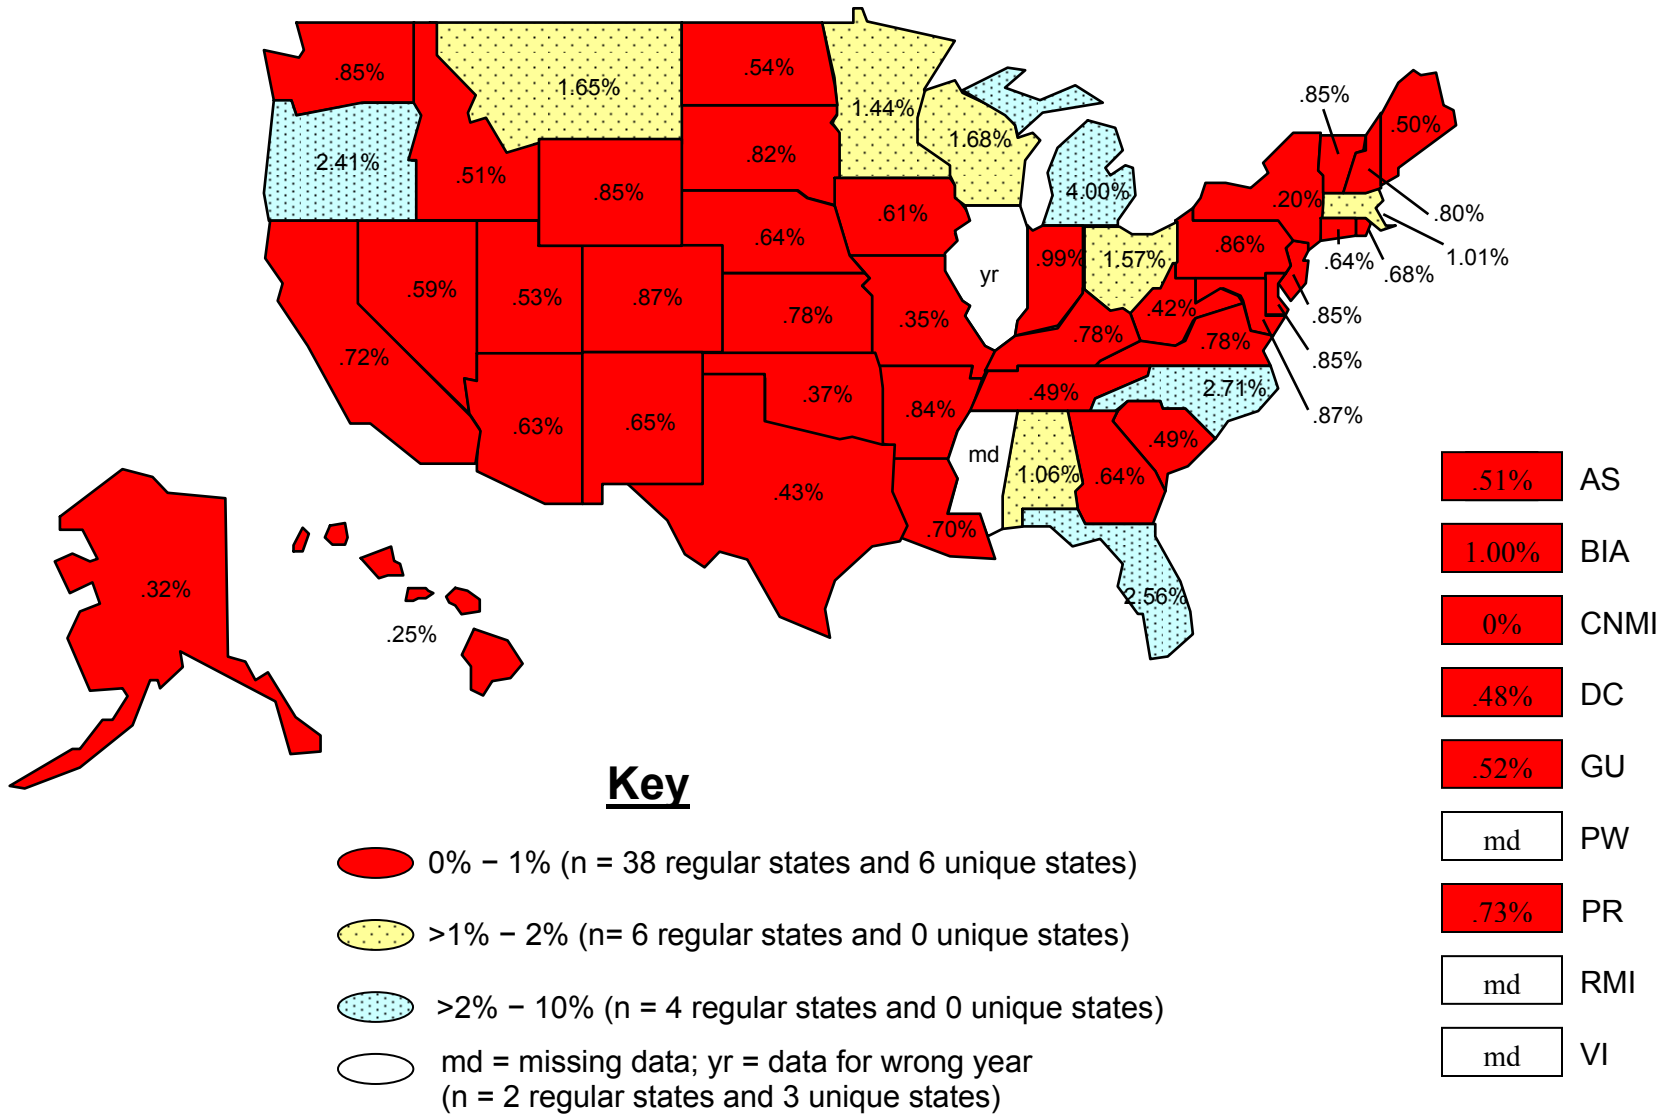 .85%
1.65%
.54%
1.44%
1.68%
.85%
.50%
2.41%
.51%
.85%
.82%
4.00%
.20%
.80%
1.01%
.61%
.64%
.86%
.64%
.68%
.59%
.53%
.87%
.78%
.35%
yr
.99%
1.57%
.42%
.78%
.78%
.85%
.85%
.87%
.72%
.63%
.65%
.37%
.84%
.49%
2.71%
.43%
.70%
md
1.06%
.64%
.49%
2.56%
.32%
.25%
.51% AS
1.00% BIA
0% CNMI
.48% DC
.52% GU
md PW
.73% PR
md RMI
md VI
Key
0% − 1% (n = 38 regular states and 6 unique states)
>1% − 2% (n= 6 regular states and 0 unique states)
>2% − 10% (n = 4 regular states and 0 unique states)
md = missing data; yr = data for wrong year
(n = 2 regular states and 3 unique states)